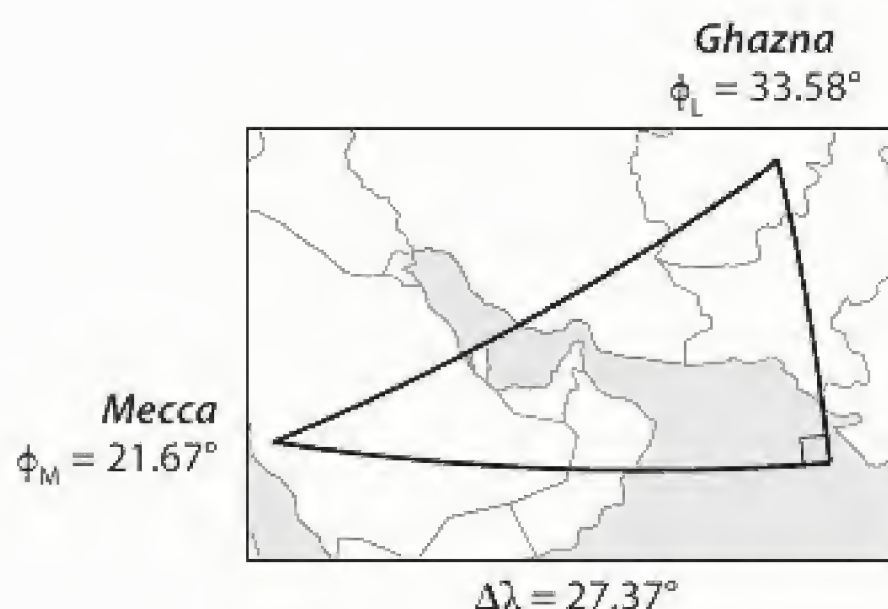 Ghazna
ϕL = 33.58°
Mecca
ϕM = 21.67°
Δλ = 27.37°